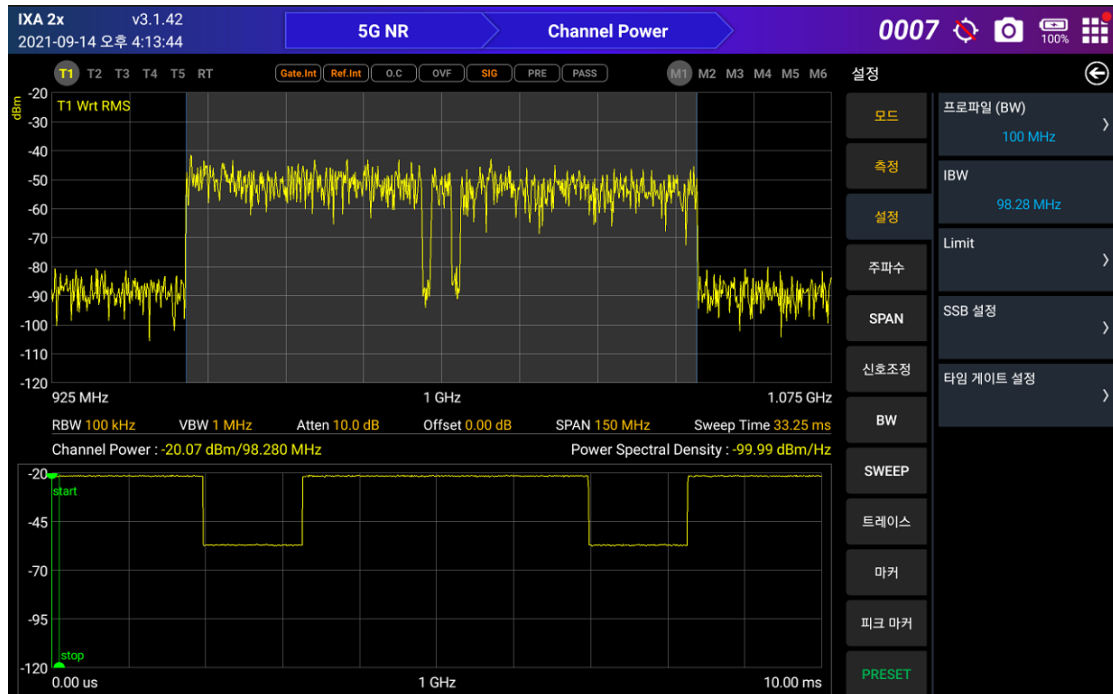 IXA 2x v3.1.42
2021-09-14 오후 4:13:44
5G NR
Channel Power
0007
100%
T1 T2 T3 T4 T5 RT
Gate.Int Ref.Int O.C OVF SIG PRE PASS
M1 M2 M3 M4 M5 M6
dBm
T1 Wrt RMS
-20
-30
-40
-50
-60
-70
-80
-90
-100
-110
-120
925 MHz 1 GHz 1.075 GHz
RBW 100 kHz VBW 1 MHz Atten 10.0 dB Offset 0.00 dB SPAN 150 MHz Sweep Time 33.25 ms
Channel Power : -20.07 dBm/98.280 MHz Power Spectral Density : -99.99 dBm/Hz
-20
start
-45
-70
-95
stop
-120
0.00 us 1 GHz 10.00 ms
설정
모드
측정
설정
주파수
SPAN
신호조정
BW
SWEEP
트레이스
마커
피크 마커
PRESET
프로파일 (BW)
100 MHz
IBW
98.28 MHz
Limit
SSB 설정
타임 게이트 설정